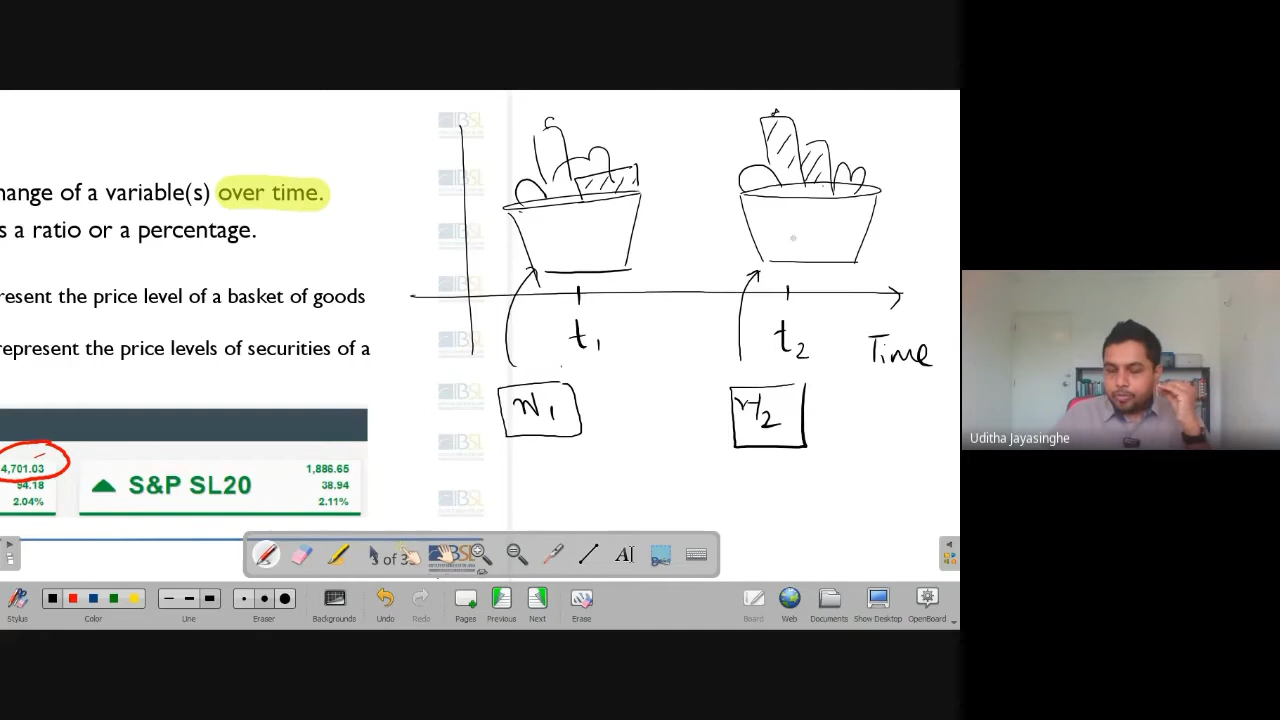 hange of a variable(s) over time.
s a ratio or a percentage.
resent the price level of a basket of goods
represent the price levels of securities of a
4,701.03
94.18
2.04%
S&P SL20
1,886.65
38.94
2.11%
t1
t2
Time
W1
Uditha Jayasinghe
3 of 3
AI
Stylus
Color
Line
Eraser
Backgrounds
Undo
Redo
Pages
Previous
Next
Erase
Board
Web
Documents
Show Desktop
OpenBoard